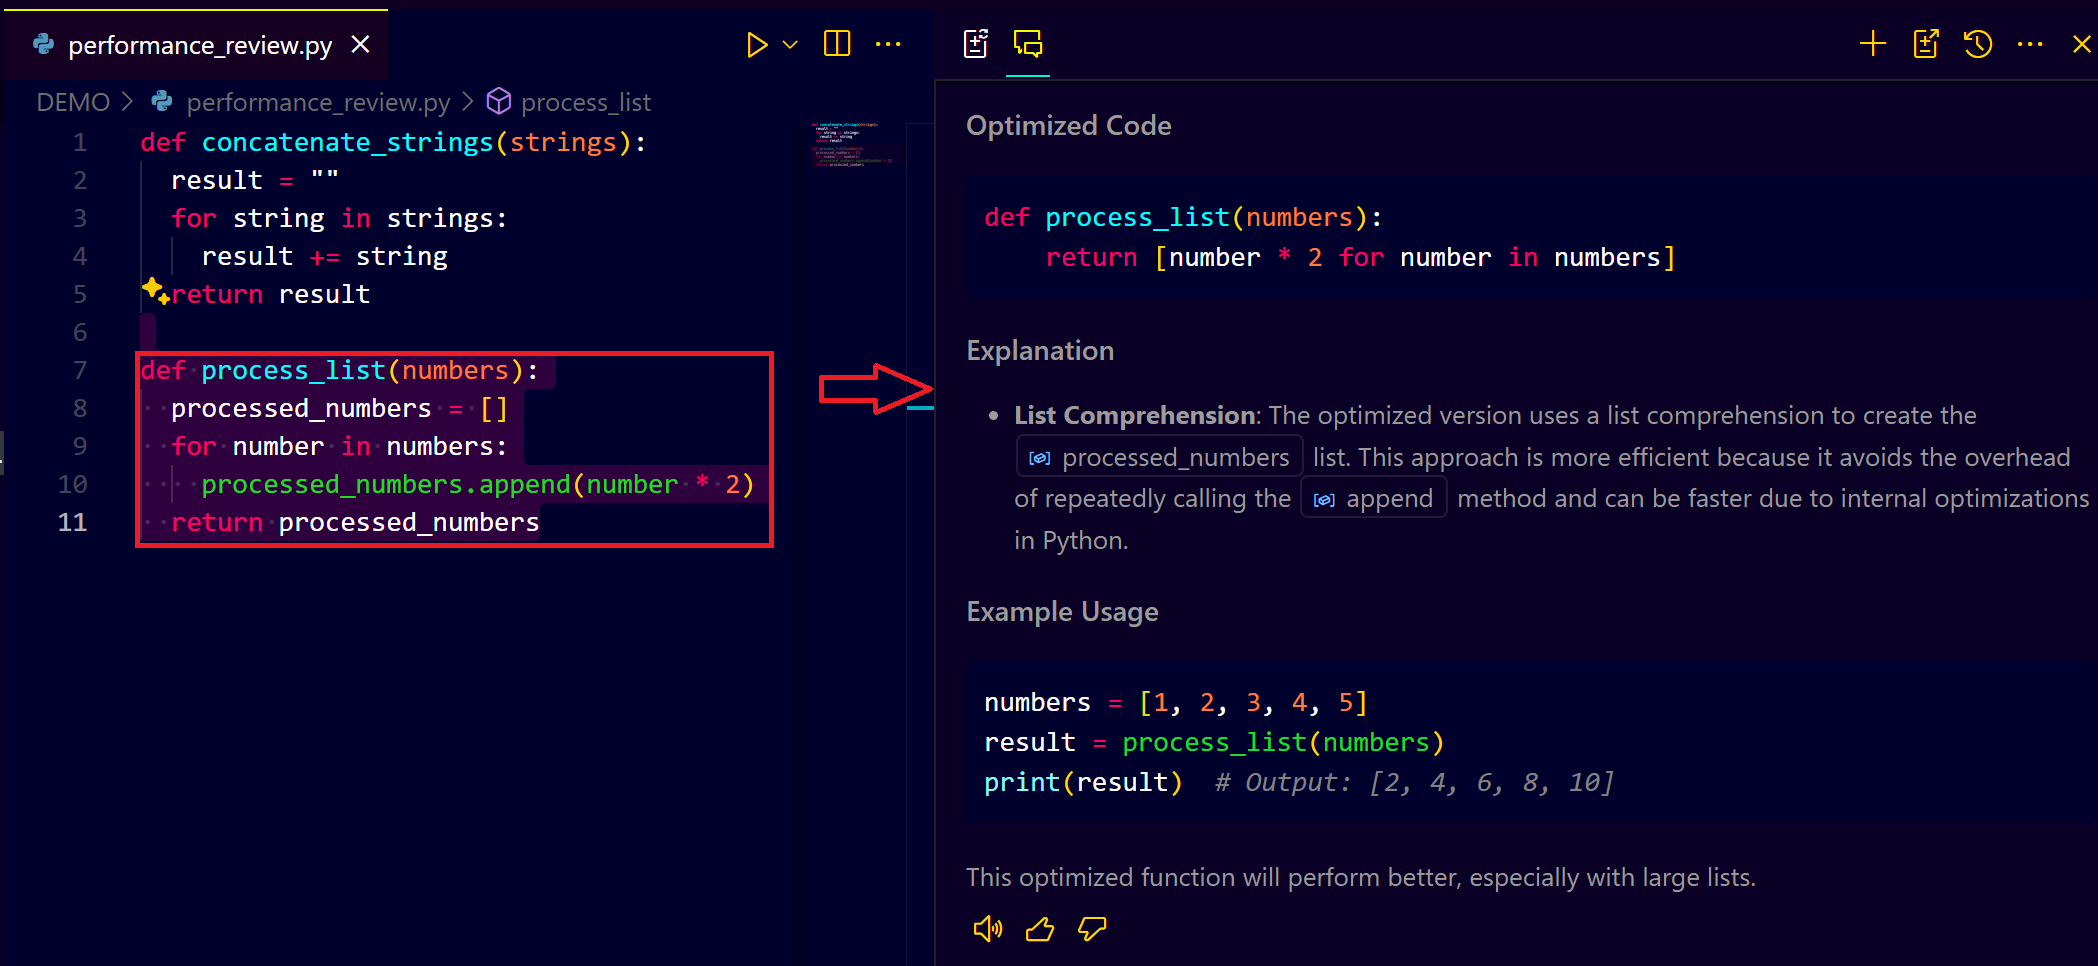 performance_review.py
DEMO > performance_review.py > process_list
1 def concatenate_strings(strings):
2 result = ""
3 for string in strings:
4 result += string
5 return result
6
7 def process_list(numbers):
8 processed_numbers = []
9 for number in numbers:
10 processed_numbers.append(number * 2)
11 return processed_numbers
Optimized Code
def process_list(numbers):
return [number * 2 for number in numbers]
Explanation
• List Comprehension: The optimized version uses a list comprehension to create the
processed_numbers list. This approach is more efficient because it avoids the overhead
of repeatedly calling the append method and can be faster due to internal optimizations
in Python.
Example Usage
numbers = [1, 2, 3, 4, 5]
result = process_list(numbers)
print(result) # Output: [2, 4, 6, 8, 10]
This optimized function will perform better, especially with large lists.